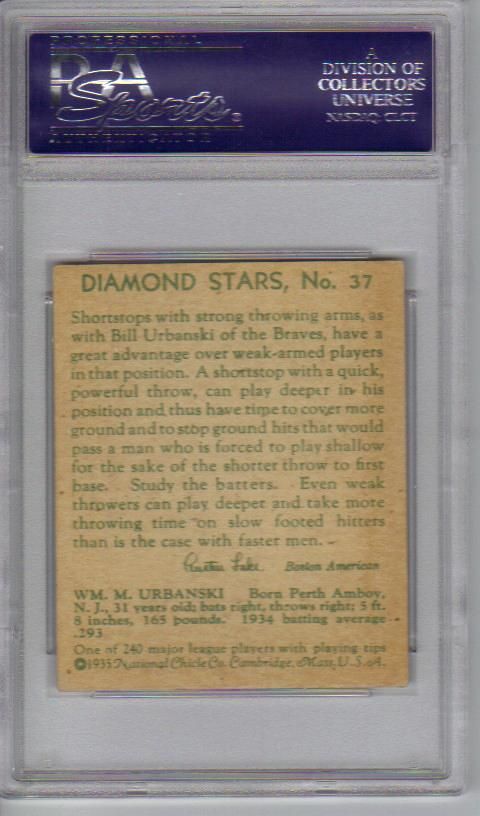 PROFESSIONAL
PSA
Sports
AUTHENTICATOR
A
DIVISION OF
COLLECTORS
UNIVERSE
NASDAQ: CLCT
DIAMOND STARS, No. 37
Shortstops with strong throwing arms, as
with Bill Urbanski of the Braves, have a
great advantage over weak-armed players
in that position. A shortstop with a quick,
powerful throw, can play deeper in his
position and thus have time to cover more
ground and to stop ground hits that would
pass a man who is forced to play shallow
for the sake of the shorter throw to first
base. Study the batters. Even weak
throwers can play deeper and take more
throwing time on slow footed hitters
than is the case with faster men.
Austen Lake Boston American
WM. M. URBANSKI Born Perth Amboy,
N. J., 31 years old; bats right, throws right; 5 ft.
8 inches, 165 pounds. 1934 batting average
.293
One of 240 major league players with playing tips
©1935 National Chicle Co. Cambridge, Mass., U.S.A.